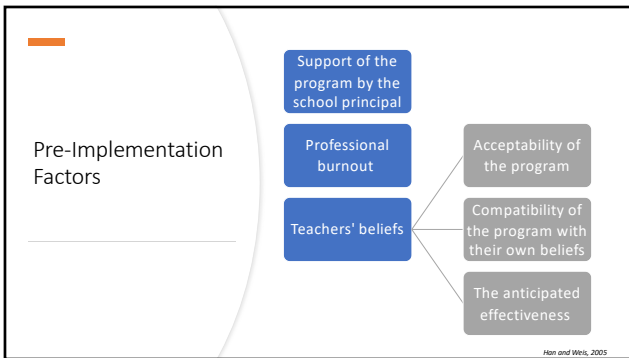 Pre-Implementation
Factors
Support of the
program by the
school principal
Professional
burnout
Teachers' beliefs
Acceptability of
the program
Compatibility of
the program with
their own beliefs
The anticipated
effectiveness
Han and Weis, 2005